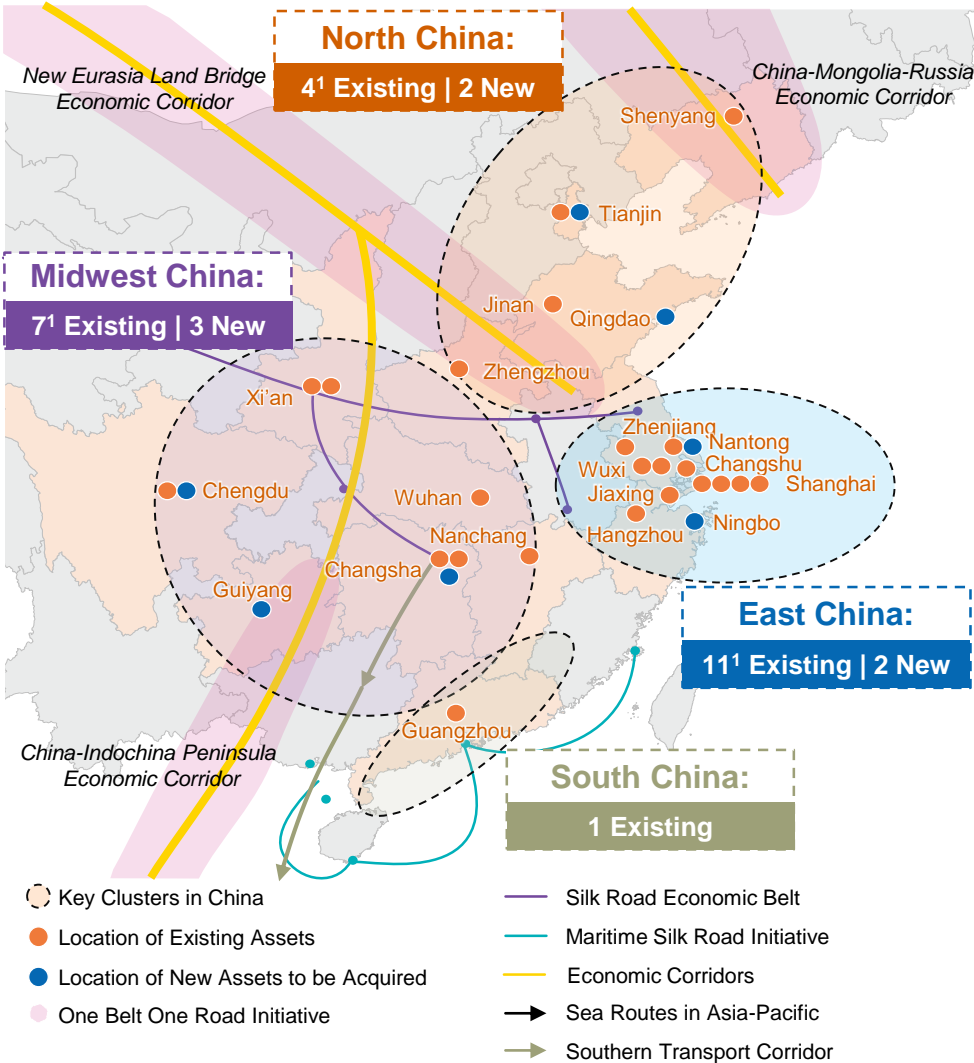 North China:
4¹ Existing | 2 New
New Eurasia Land Bridge
Economic Corridor
China-Mongolia-Russia
Economic Corridor
Shenyang
Tianjin
Midwest China:
7¹ Existing | 3 New
Jinan
Qingdao
Zhengzhou
Xi'an
Zhenjiang
Nantong
Wuxi
Changshu
Shanghai
Jiaxing
Hangzhou
Ningbo
Chengdu
Wuhan
Nanchang
Changsha
Guiyang
East China:
11¹ Existing | 2 New
Guangzhou
China-Indochina Peninsula
Economic Corridor
South China:
1 Existing
Key Clusters in China
Location of Existing Assets
Location of New Assets to be Acquired
One Belt One Road Initiative
Silk Road Economic Belt
Maritime Silk Road Initiative
Economic Corridors
Sea Routes in Asia-Pacific
Southern Transport Corridor